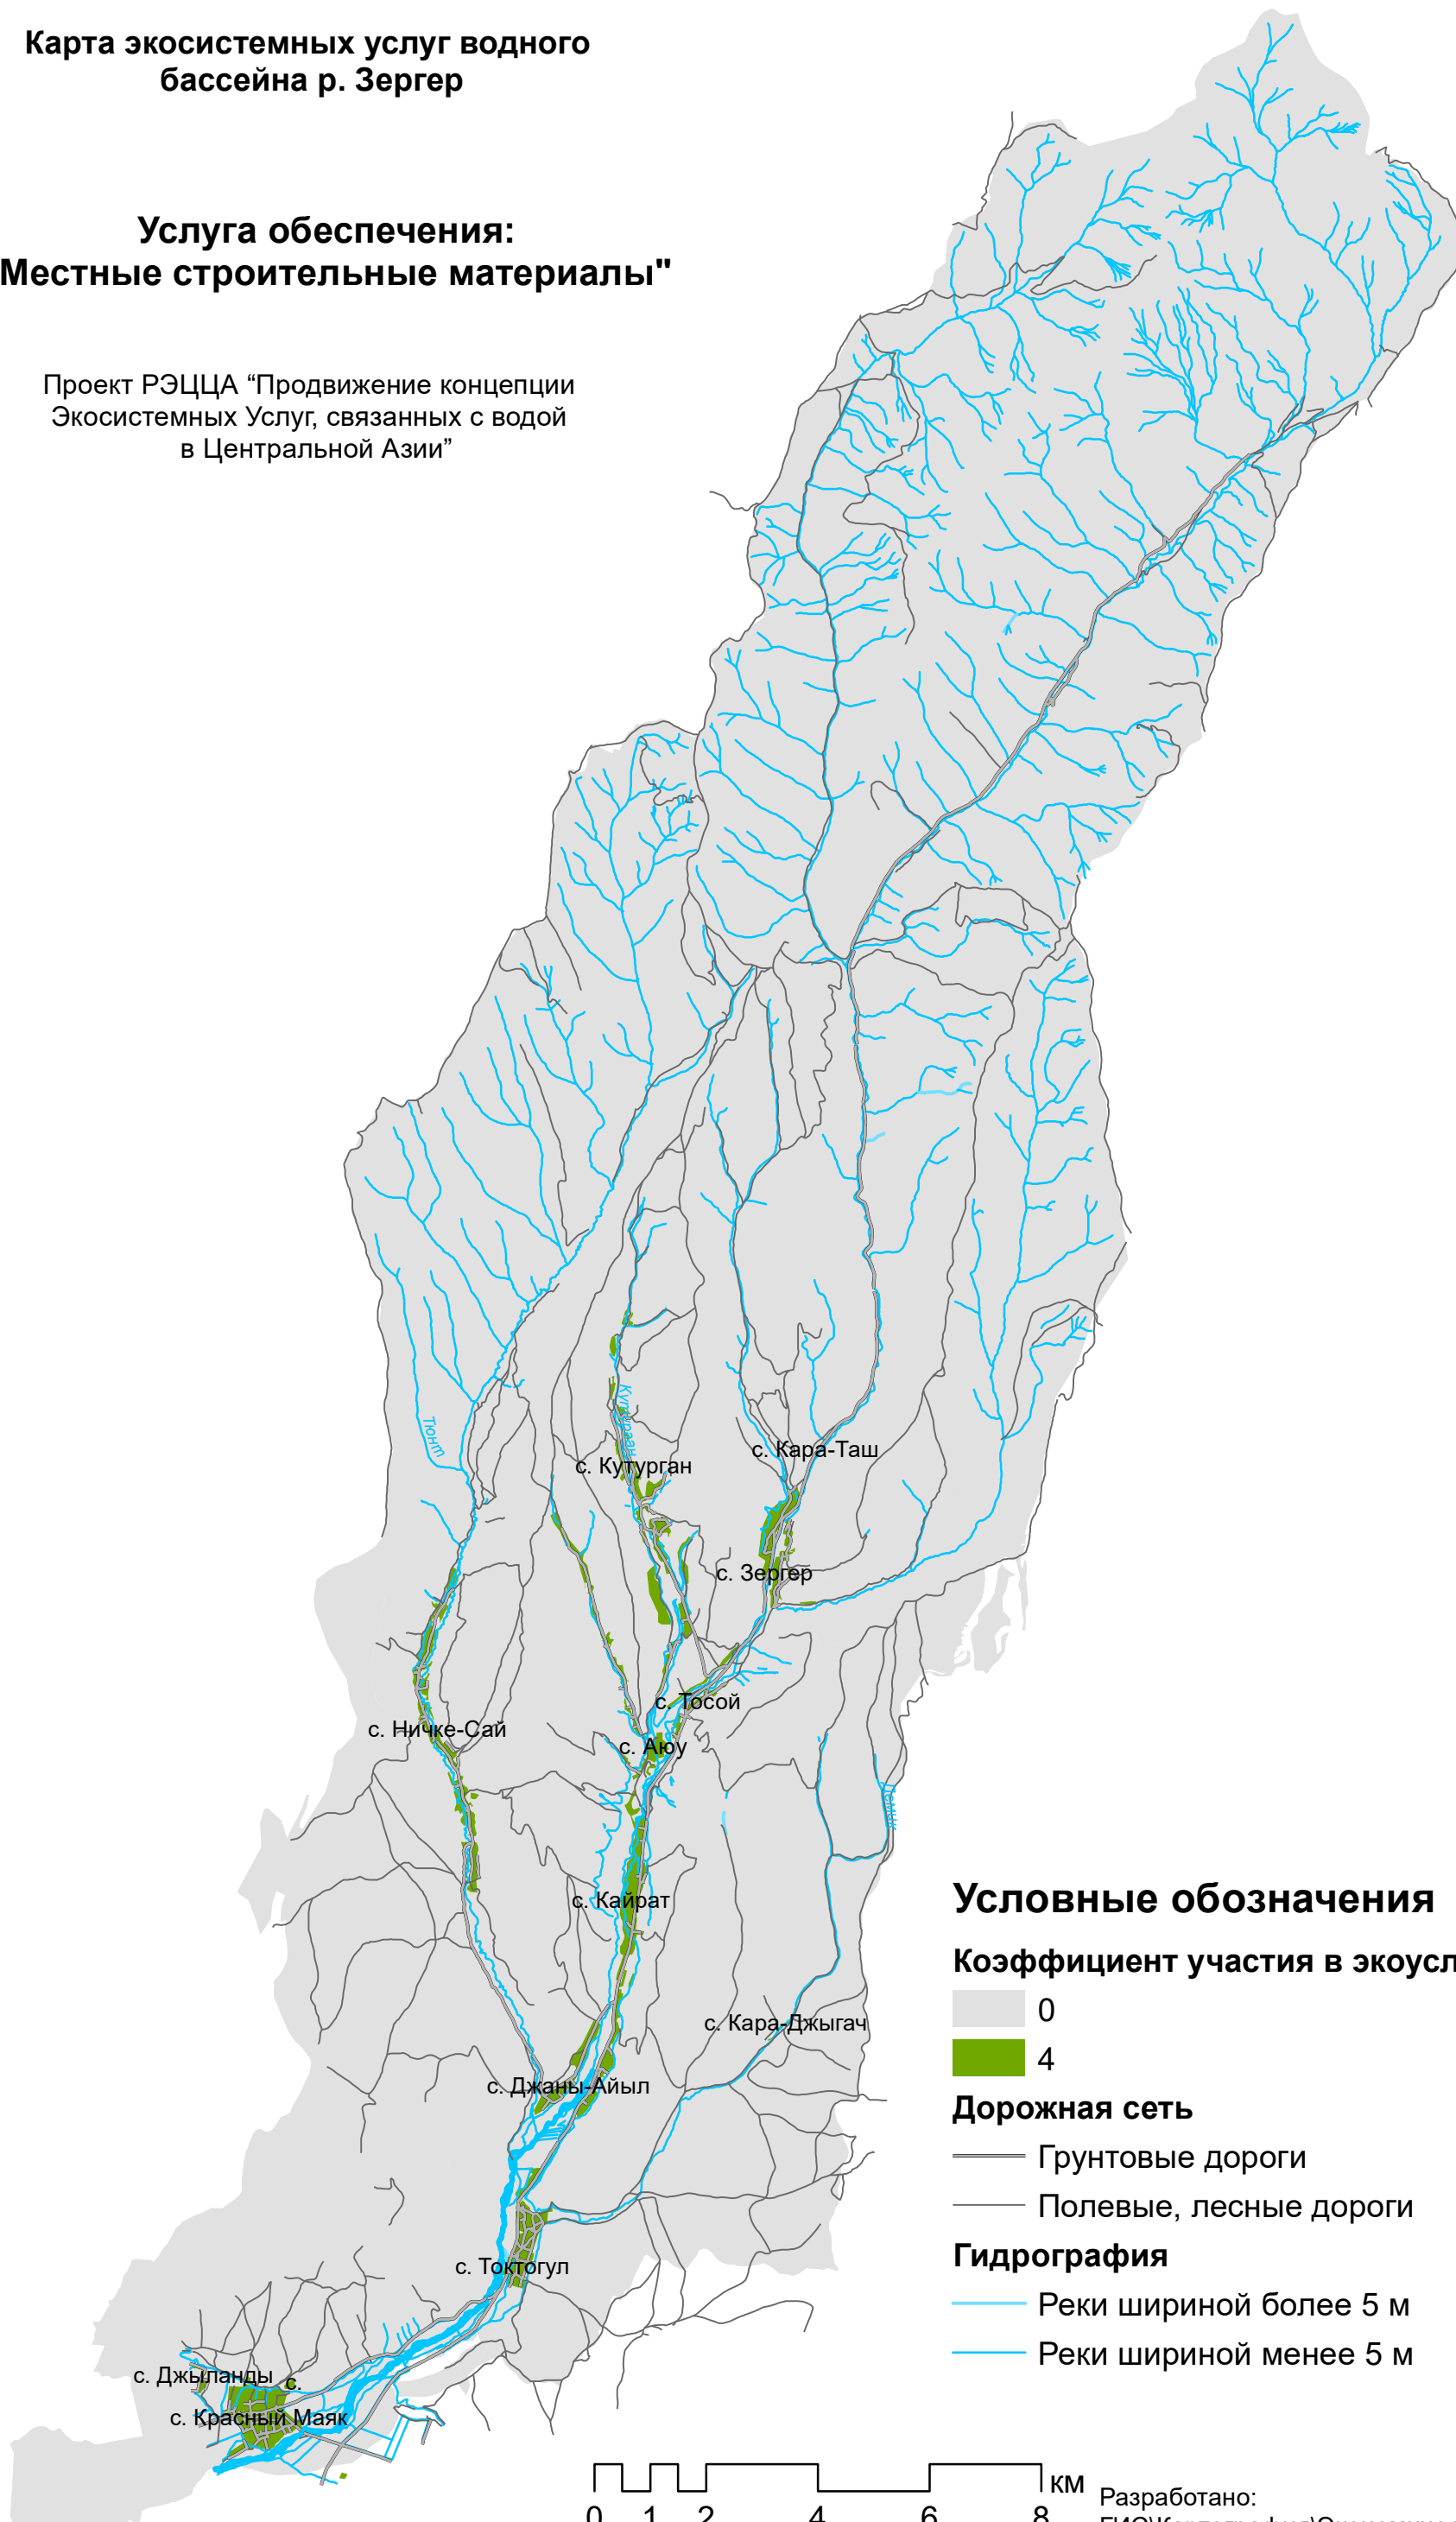 Карта экосистемных услуг водного
бассейна р. Зергер
Услуга обеспечения:
Местные строительные материалы"
Проект РЭЦЦА “Продвижение концепции
Экосистемных Услуг, связанных с водой
в Центральной Азии”
Тюнт
Кутурган
с. Кара-Таш
с. Кутурган
с. Зергер
с. Тосой
с. Ничке-Сай
с. Аюу
с. Кайрат
с. Кара-Джыгач
с. Джаны-Айыл
с. Токтогул
с. Джыланды
с.
с. Красный Маяк
Условные обозначения
Коэффициент участия в экоусл
0
4
Дорожная сеть
Грунтовые дороги
Полевые, лесные дороги
Гидрография
Реки шириной более 5 м
Реки шириной менее 5 м
км
0 1 2 4 6 8
Разработано: